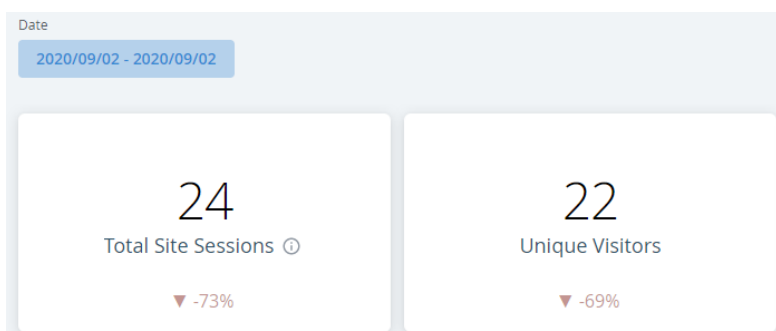 Date
2020/09/02 - 2020/09/02
24
Total Site Sessions
▼ -73%
22
Unique Visitors
▼ -69%